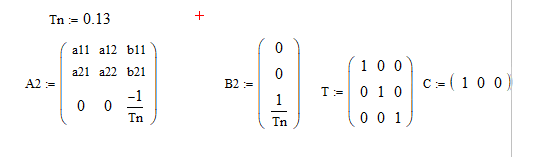 Tn := 0.13
A2 := ( a11 a12 b11
a21 a22 b21
0 0 -1/Tn )
B2 := ( 0
0
1/Tn )
T := ( 1 0 0
0 1 0
0 0 1 )
C := ( 1 0 0 )